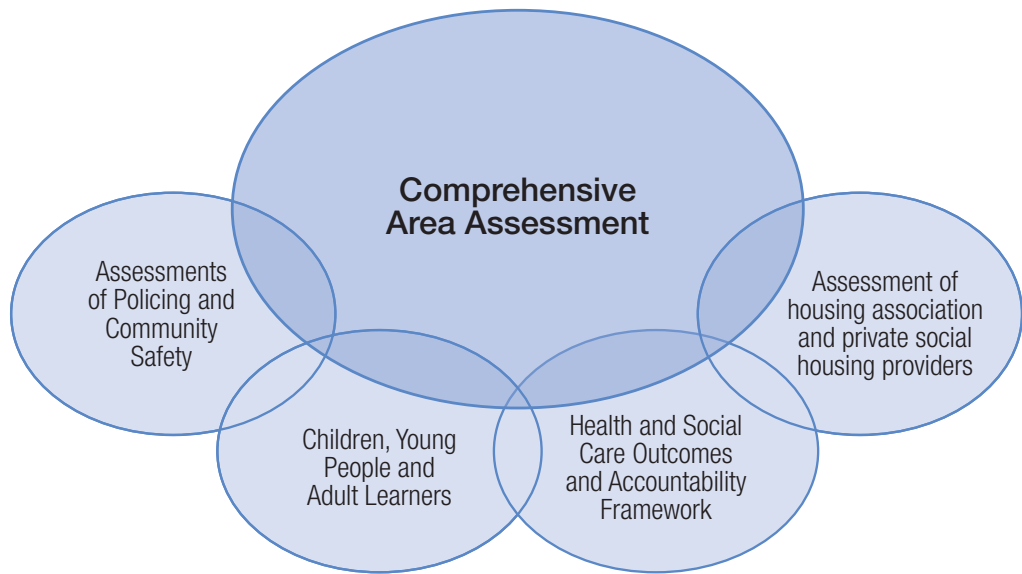 Comprehensive
Area Assessment
Assessments
of Policing and
Community
Safety
Children, Young
People and
Adult Learners
Health and Social
Care Outcomes
and Accountability
Framework
Assessment of
housing association
and private social
housing providers